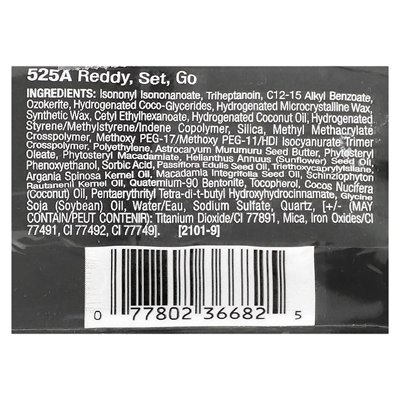 525A Reddy, Set, Go
INGREDIENTS: Isononyl Isononanoate, Triheptanoin, C12-15 Alkyl Benzoate,
Ozokerite, Hydrogenated Coco-Glycerides, Hydrogenated Microcrystalline Wax,
Synthetic Wax, Cetyl Ethylhexanoate, Hydrogenated Coconut Oil, Hydrogenated
Styrene/Methylstyrene/Indene Copolymer, Silica, Methyl Methacrylate
Crosspolymer, Methoxy PEG-17/Methoxy PEG-11/HDI Isocyanurate Trimer
Crosspolymer, Polyethylene, Astrocaryum Murumuru Seed Butter, Phytosteryl
Oleate, Phytosteryl Macadamiate, Helianthus Annuus (Sunflower) Seed Oil,
Phenoxyethanol, Sorbic Acid, Passiflora Edulis Seed Oil, Triethoxycaprylylsilane,
Argania Spinosa Kernel Oil, Macadamia Integrifolia Seed Oil, Schinziophyton
Rautanenii Kernel Oil, Quaternium-90 Bentonite, Tocopherol, Cocos Nucifera
(Coconut) Oil, Pentaerythrityl Tetra-di-t-butyl Hydroxyhydrocinnamate, Glycine
Soja (Soybean) Oil, Water/Eau, Sodium Sulfate, Quartz, [+/- (MAY
CONTAIN/PEUT CONTENIR): Titanium Dioxide/CI 77891, Mica, Iron Oxides/CI
77491, CI 77492, CI 77749]. [2101-9]
0 77802 36682 5